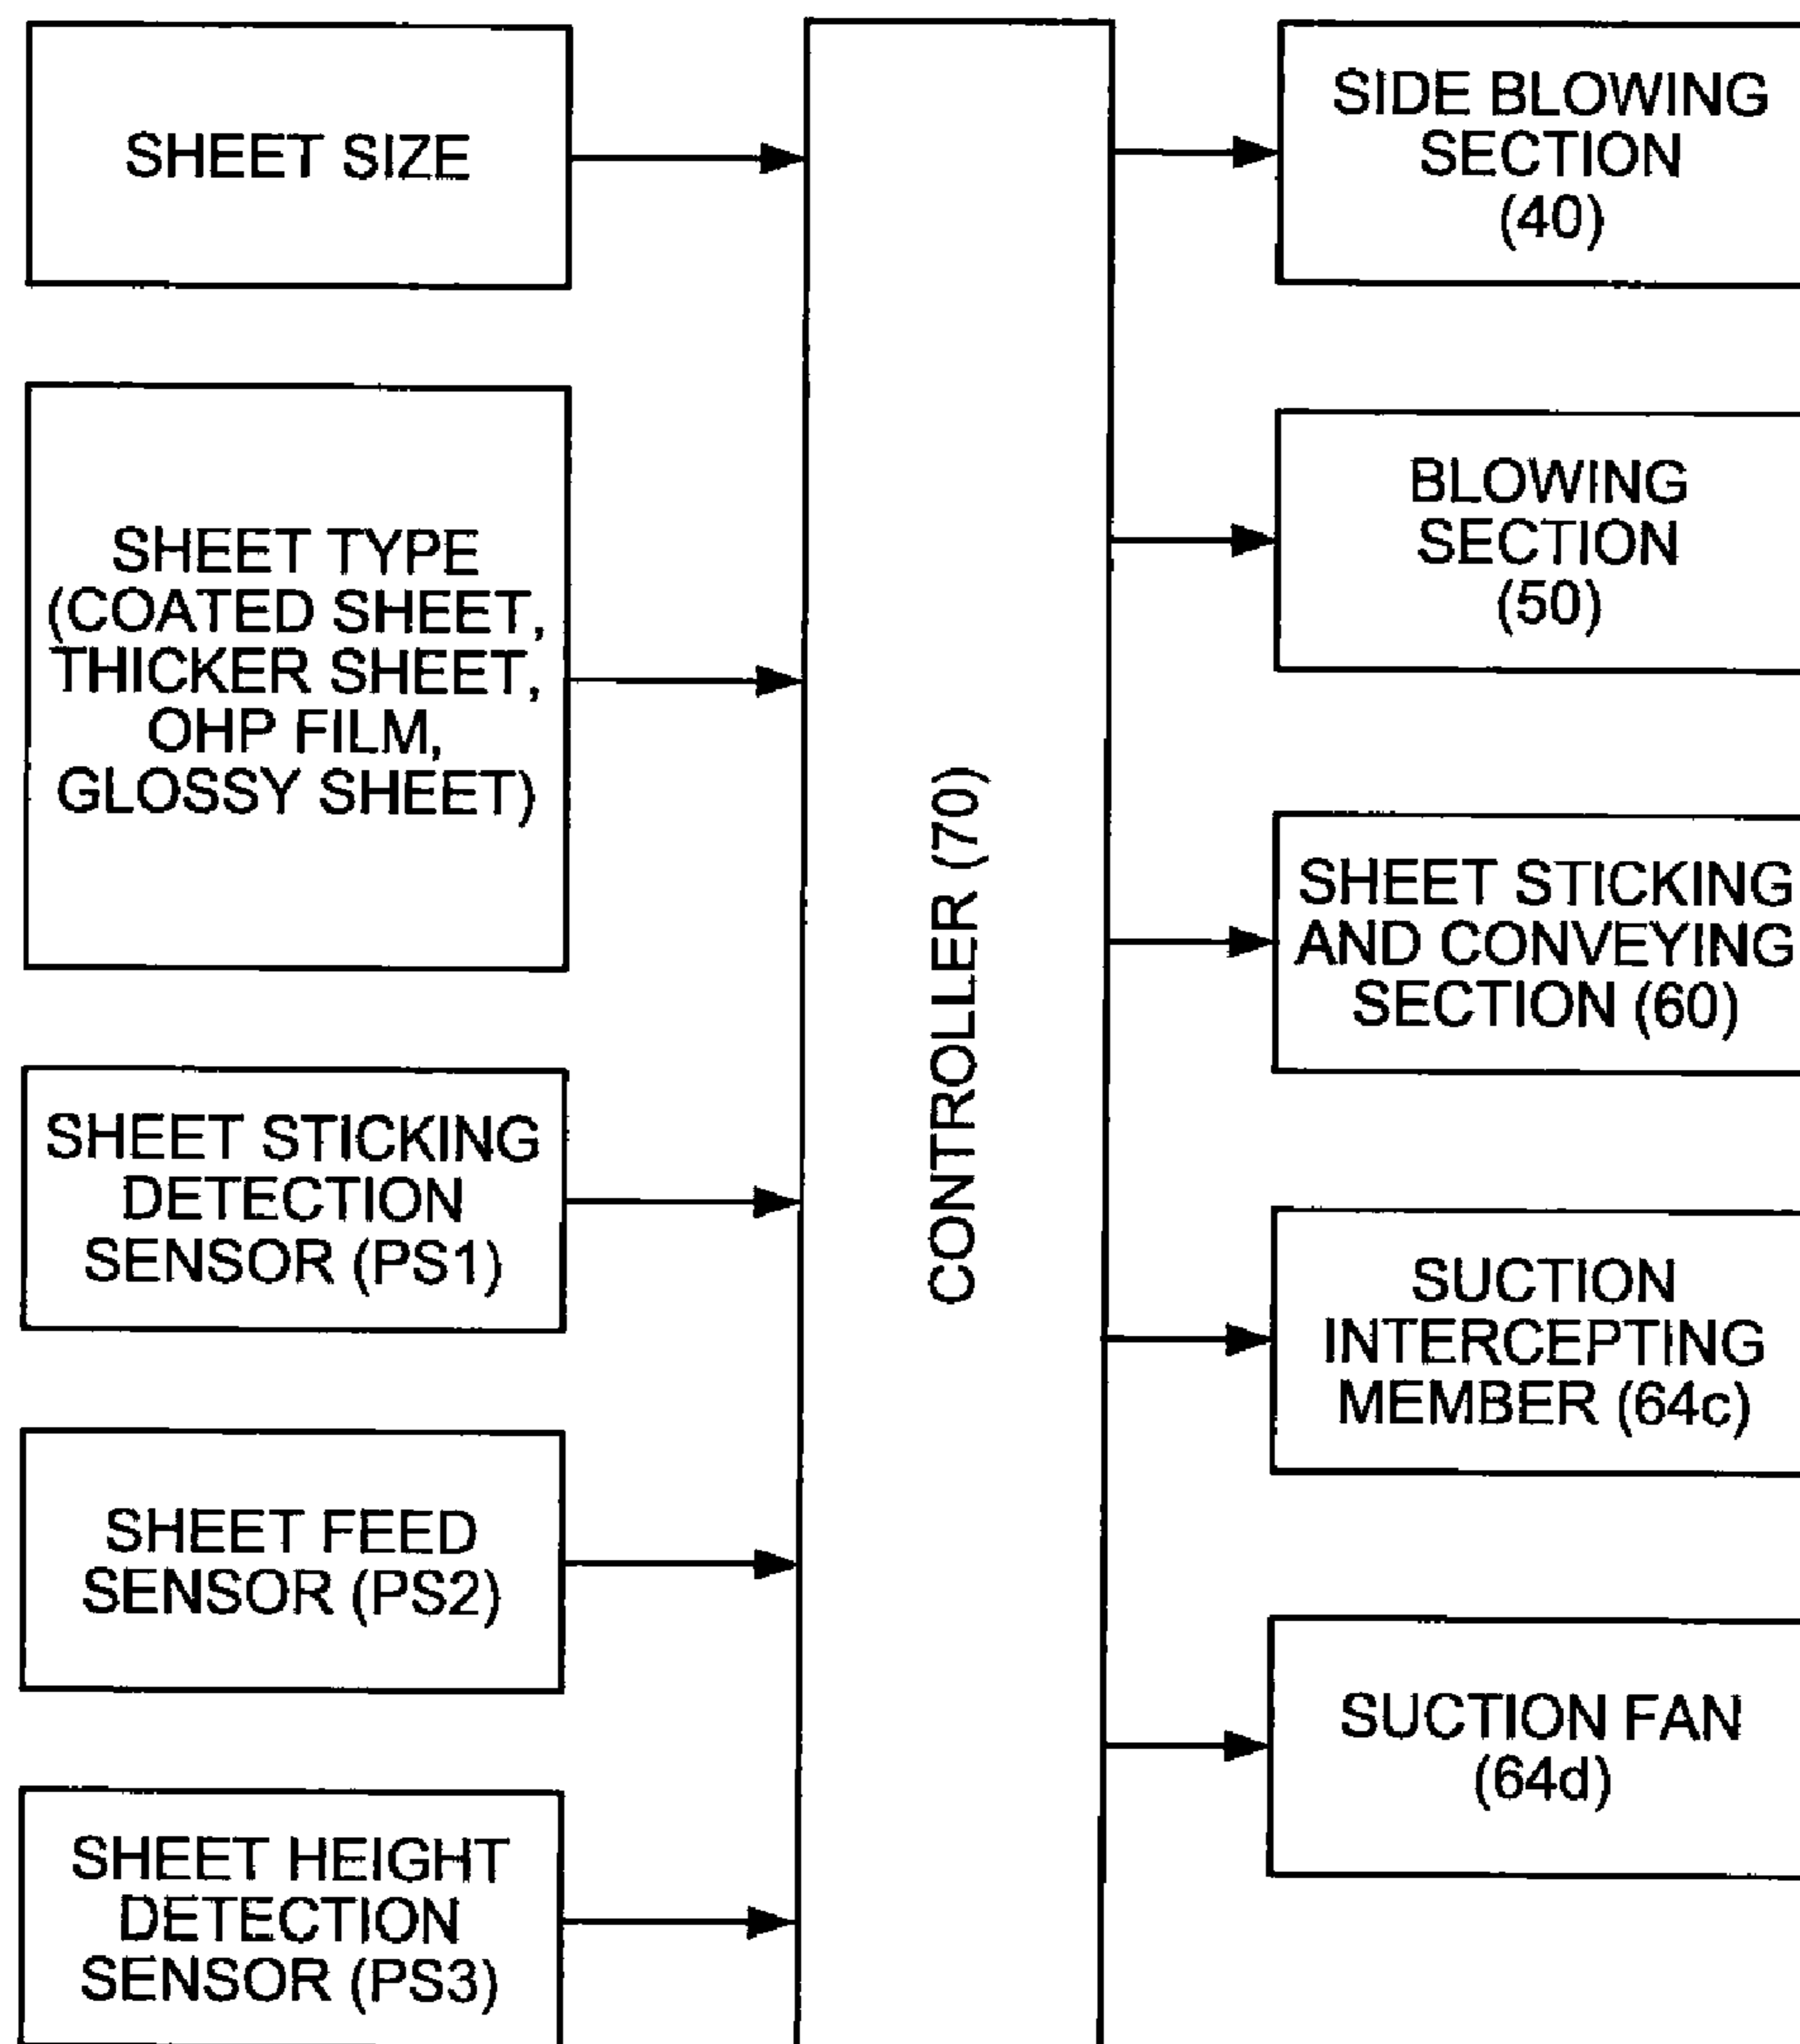 SHEET SIZE
SHEET TYPE
(COATED SHEET,
THICKER SHEET,
OHP FILM,
GLOSSY SHEET)
SHEET STICKING
DETECTION
SENSOR (PS1)
SHEET FEED
SENSOR (PS2)
SHEET HEIGHT
DETECTION
SENSOR (PS3)
CONTROLLER (70)
SIDE BLOWING
SECTION
(40)
BLOWING
SECTION
(50)
SHEET STICKING
AND CONVEYING
SECTION (60)
SUCTION
INTERCEPTING
MEMBER (64c)
SUCTION FAN
(64d)